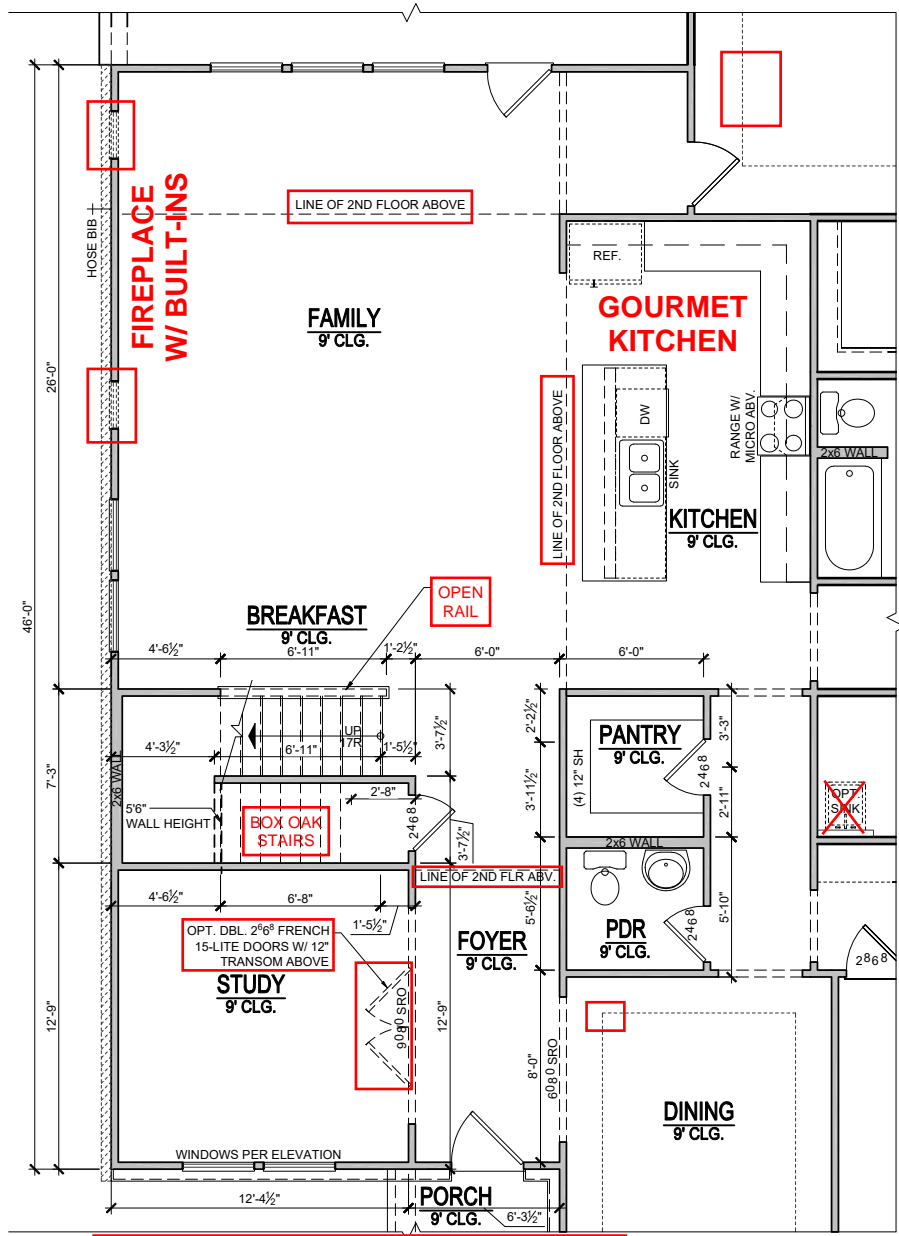 LINE OF 2ND FLOOR ABOVE
HOSE BIB
FIREPLACE
W/ BUILT-INS
REF.
GOURMET
KITCHEN
FAMILY
9' CLG.
26'-0"
46'-0"
LINE OF 2ND FLOOR ABOVE
DW
SINK
RANGE W/
MICRO ABV.
2x6 WALL
KITCHEN
9' CLG.
OPEN
RAIL
BREAKFAST
9' CLG.
4'-6½"
6'-11"
1'-2½"
6'-0"
6'-0"
UP
17R
4'-3½"
6'-11"
1'-5½"
3'-7½"
2'-2½"
3'-3"
PANTRY
9' CLG.
(4) 12" SH
2468
3'-11½"
2'-11"
OPT
SINK
7'-3"
2x6 WALL
5'6"
WALL HEIGHT
BOX OAK
STAIRS
2'-8"
2468
3'-7½"
2x6 WALL
LINE OF 2ND FLR ABV.
4'-6½"
6'-8"
1'-5½"
5'-6½"
5'-10"
PDR
9' CLG.
2468
2868
OPT. DBL. 2⁶6⁸ FRENCH
15-LITE DOORS W/ 12"
TRANSOM ABOVE
FOYER
9' CLG.
STUDY
9' CLG.
9⁰8⁰ SRO
12'-9"
12'-9"
8'-0"
6⁰8⁰ SRO
DINING
9' CLG.
WINDOWS PER ELEVATION
12'-4½"
PORCH
9' CLG.
6'-3½"